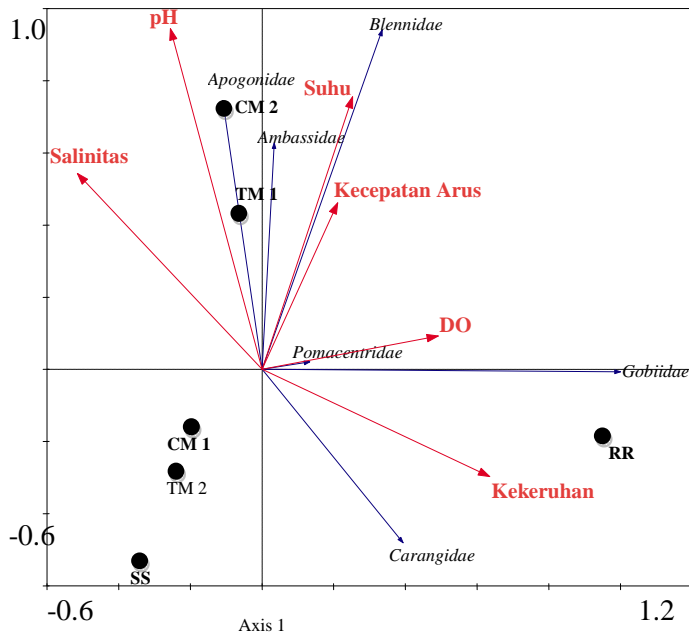 1.0
pH
Blennidae
Apogonidae
Suhu
CM 2
Ambassidae
Salinitas
TM 1
Kecepatan Arus
DO
Pomacentridae
Gobiidae
CM 1
RR
TM 2
Kekeruhan
-0.6
Carangidae
SS
-0.6
1.2
Axis 1